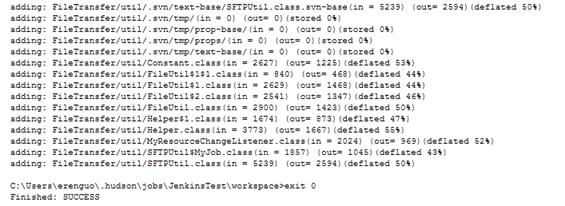 adding: FileTransfer/util/.svn/text-base/SFTPUtil.class.svn-base(in = 5239) (out= 2594)(deflated 50%)
adding: FileTransfer/util/.svn/tmp/(in = 0) (out= 0)(stored 0%)
adding: FileTransfer/util/.svn/tmp/prop-base/(in = 0) (out= 0)(stored 0%)
adding: FileTransfer/util/.svn/tmp/props/(in = 0) (out= 0)(stored 0%)
adding: FileTransfer/util/.svn/tmp/text-base/(in = 0) (out= 0)(stored 0%)
adding: FileTransfer/util/Constant.class(in = 2627) (out= 1225)(deflated 53%)
adding: FileTransfer/util/FileUtil$1$1.class(in = 840) (out= 468)(deflated 44%)
adding: FileTransfer/util/FileUtil$1.class(in = 2629) (out= 1468)(deflated 44%)
adding: FileTransfer/util/FileUtil$2.class(in = 2541) (out= 1347)(deflated 46%)
adding: FileTransfer/util/FileUtil.class(in = 2900) (out= 1423)(deflated 50%)
adding: FileTransfer/util/Helper$1.class(in = 1674) (out= 873)(deflated 47%)
adding: FileTransfer/util/Helper.class(in = 3773) (out= 1667)(deflated 55%)
adding: FileTransfer/util/MyResourceChangeListener.class(in = 2024) (out= 969)(deflated 52%)
adding: FileTransfer/util/SFTPUtil$MyJob.class(in = 1857) (out= 1045)(deflated 43%)
adding: FileTransfer/util/SFTPUtil.class(in = 5239) (out= 2594)(deflated 50%)
C:\Users\erenguo\.hudson\jobs\JenkinsTest\workspace>exit 0
Finished: SUCCESS